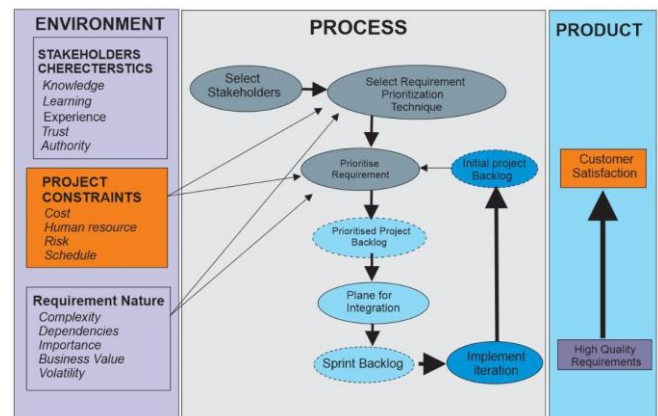 ENVIRONMENT
STAKEHOLDERS
CHERECTERSTICS
Knowledge
Learning
Experience
Trust
Authority
PROJECT
CONSTRAINTS
Cost
Human resource
Risk
Schedule
Requirement Nature
Complexity
Dependencies
Importance
Business Value
Volatility
PROCESS
Select
Stakeholders
Select Requirement
Prioritization
Technique
Prioritise
Requirement
Initial project
Backlog
Prioritised Project
Backlog
Plane for
Integration
Sprint Backlog
Implement
iteration
PRODUCT
Customer
Satisfaction
High Quality
Requirements